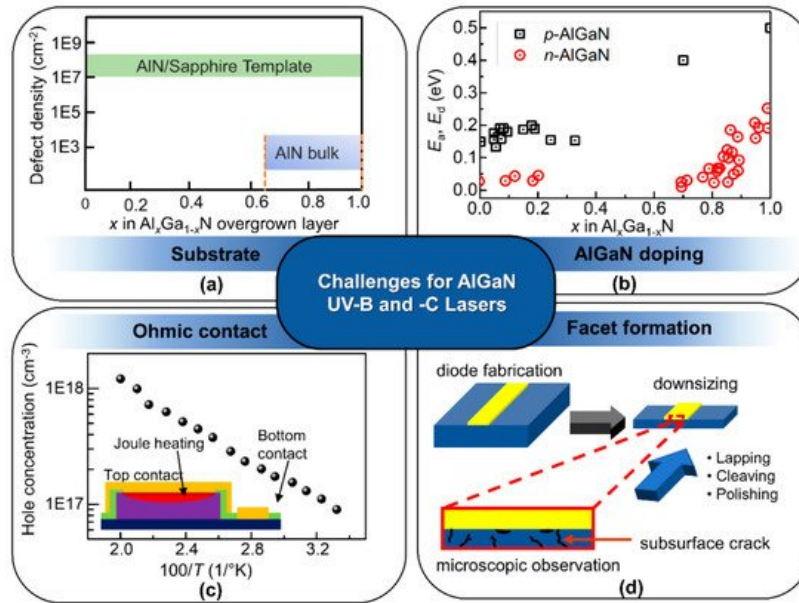 1E9
1E7
1E3
Defect density (cm-2)
AlN/Sapphire Template
AlN bulk
0 0.2 0.4 0.6 0.8 1.0
x in AlxGa1-xN overgrown layer
Substrate
(a)
0.5
0.4
0.3
0.2
0.1
0.0
Ea, Ed (eV)
p-AlGaN
n-AlGaN
0.0 0.2 0.4 0.6 0.8 1.0
x in AlxGa1-xN
AlGaN doping
(b)
Challenges for AlGaN
UV-B and -C Lasers
Ohmic contact
Hole concentration (cm-3)
1E18
1E17
Joule heating
Top contact
Bottom
contact
2.0 2.4 2.8 3.2
100/T (1/°K)
(c)
Facet formation
diode fabrication
downsizing
• Lapping
• Cleaving
• Polishing
subsurface crack
microscopic observation
(d)